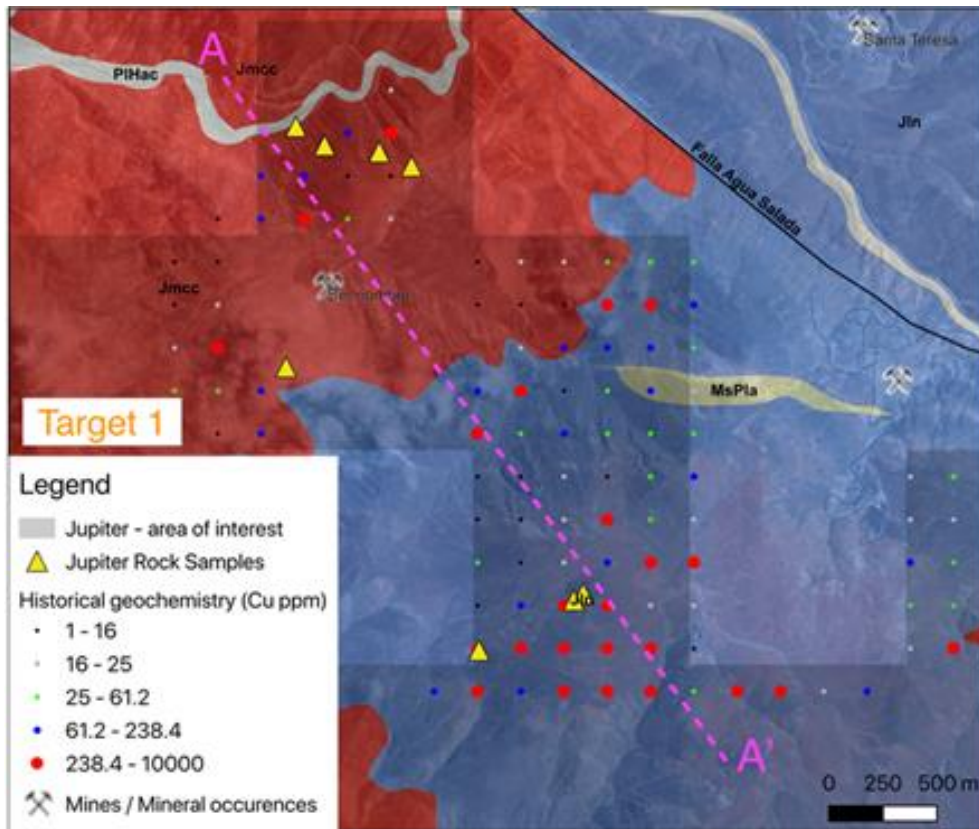 Santa Teresa
A
Jmcc
PlHac
Jln
Falla Agua Salada
Jmcc
MsPla
Target 1
Legend
Jupiter - area of interest
Jupiter Rock Samples
Historical geochemistry (Cu ppm)
1 - 16
16 - 25
25 - 61.2
61.2 - 238.4
238.4 - 10000
Mines / Mineral occurences
A'
0 250 500 m